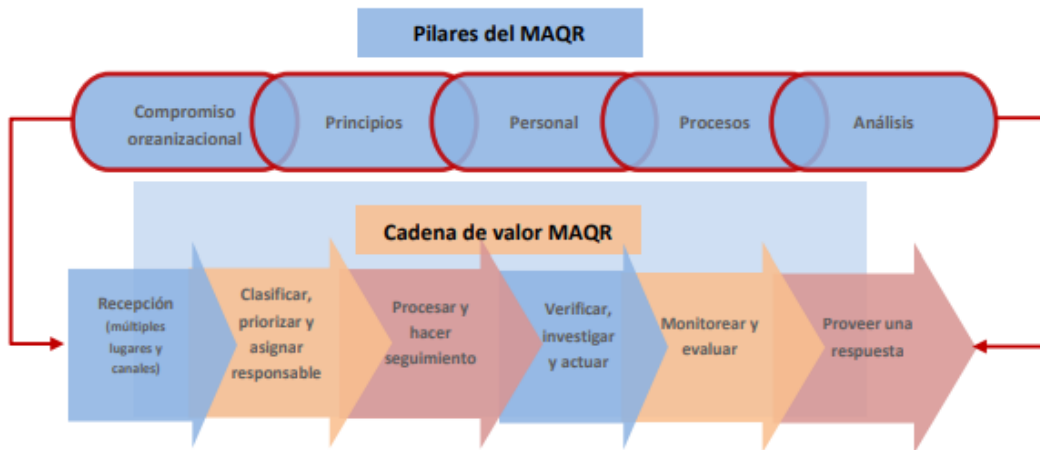 Pilares del MAQR
Compromiso
organizacional
Principios
Personal
Procesos
Análisis
Cadena de valor MAQR
Recepción
(múltiples
lugares y
canales)
Clasificar,
priorizar y
asignar
responsable
Procesar y
hacer
seguimiento
Verificar,
investigar
y actuar
Monitorear y
evaluar
Proveer una
respuesta